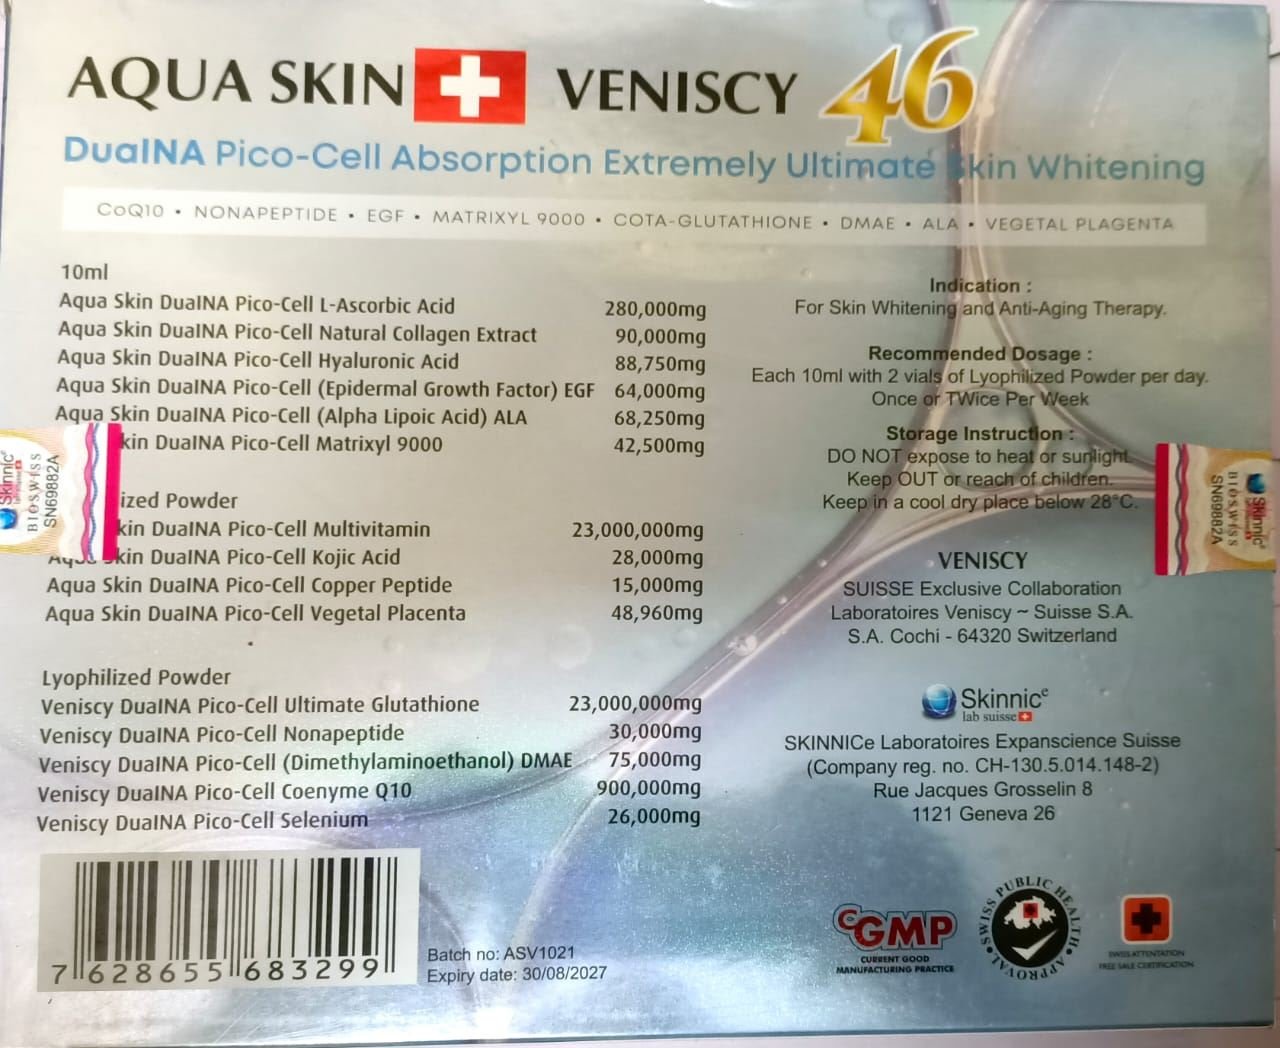 AQUA SKIN VENISCY 46
DualNA Pico-Cell Absorption Extremely Ultimate Skin Whitening
CoQ10 • NONAPEPTIDE • EGF • MATRIXYL 9000 • COTA-GLUTATHIONE • DMAE • ALA • VEGETAL PLAGENTA
10ml
Aqua Skin DualNA Pico-Cell L-Ascorbic Acid 280,000mg
Aqua Skin DualNA Pico-Cell Natural Collagen Extract 90,000mg
Aqua Skin DualNA Pico-Cell Hyaluronic Acid 88,750mg
Aqua Skin DualNA Pico-Cell (Epidermal Growth Factor) EGF 64,000mg
Aqua Skin DualNA Pico-Cell (Alpha Lipoic Acid) ALA 68,250mg
kin DualNA Pico-Cell Matrixyl 9000 42,500mg
ized Powder
kin DualNA Pico-Cell Multivitamin 23,000,000mg
Aqua Skin DualNA Pico-Cell Kojic Acid 28,000mg
Aqua Skin DualNA Pico-Cell Copper Peptide 15,000mg
Aqua Skin DualNA Pico-Cell Vegetal Placenta 48,960mg
Lyophilized Powder
Veniscy DualNA Pico-Cell Ultimate Glutathione 23,000,000mg
Veniscy DualNA Pico-Cell Nonapeptide 30,000mg
Veniscy DualNA Pico-Cell (Dimethylaminoethanol) DMAE 75,000mg
Veniscy DualNA Pico-Cell Coenyme Q10 900,000mg
Veniscy DualNA Pico-Cell Selenium 26,000mg
7 628655 683299
Batch no: ASV1021
Expiry date: 30/08/2027
Indication :
For Skin Whitening and Anti-Aging Therapy.
Recommended Dosage :
Each 10ml with 2 vials of Lyophilized Powder per day.
Once or TWice Per Week
Storage Instruction :
DO NOT expose to heat or sunlight.
Keep OUT or reach of children.
Keep in a cool dry place below 28°C.
VENISCY
SUISSE Exclusive Collaboration
Laboratoires Veniscy ~ Suisse S.A.
S.A. Cochi - 64320 Switzerland
Skinnicᵉ
lab suisse
SKINNICe Laboratoires Expanscience Suisse
(Company reg. no. CH-130.5.014.148-2)
Rue Jacques Grosselin 8
1121 Geneva 26
cGMP
CURRENT GOOD
MANUFACTURING PRACTICE
SWISS PUBLIC HEALTH
APPROVAL
SWISS ATTENTATION
FREE SALE CERTIFICATION
Skinnicᵉ
BIOSWISS
SN69882A
Skinnicᵉ
BIOSWISS
SN69882A